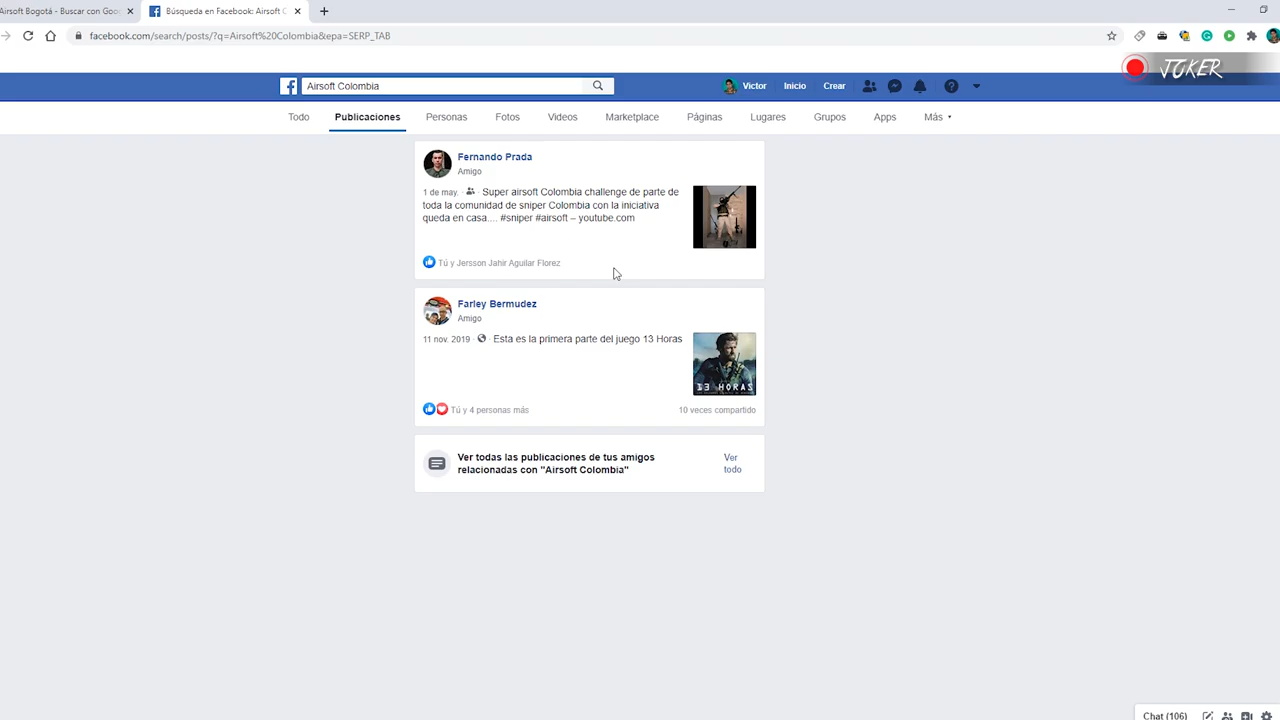 Airsoft Bogotá - Buscar con Goo
Búsqueda en Facebook: Airsoft C
facebook.com/search/posts/?q=Airsoft%20Colombia&epa=SERP_TAB
JOKER
Airsoft Colombia
Victor
Inicio
Crear
Todo
Publicaciones
Personas
Fotos
Videos
Marketplace
Páginas
Lugares
Grupos
Apps
Más
Fernando Prada
Amigo
1 de may. · Super airsoft Colombia challenge de parte de
toda la comunidad de sniper Colombia con la iniciativa
queda en casa.... #sniper #airsoft – youtube.com
Tú y Jersson Jahir Aguilar Florez
Farley Bermudez
Amigo
11 nov. 2019 · Esta es la primera parte del juego 13 Horas
13 HORAS
Tú y 4 personas más
10 veces compartido
Ver todas las publicaciones de tus amigos
relacionadas con "Airsoft Colombia"
Ver
todo
Chat (106)